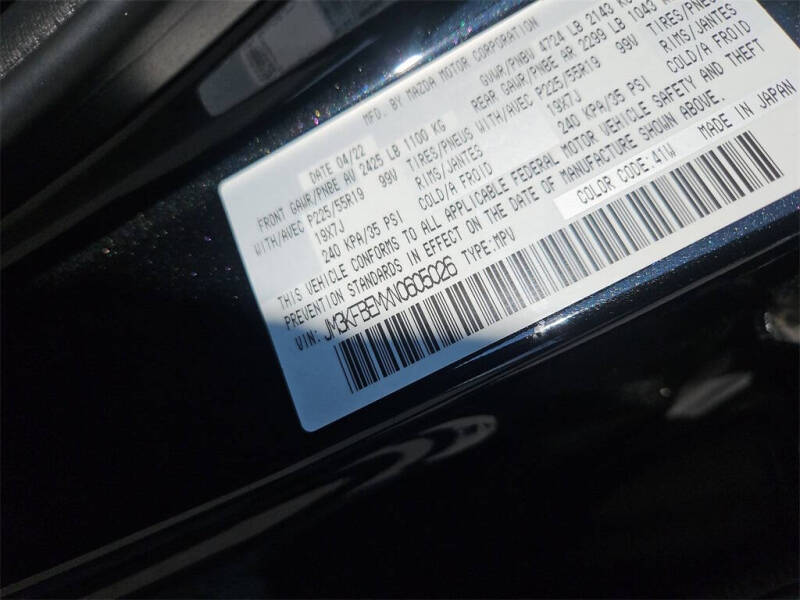 MFD. BY MAZDA MOTOR CORPORATION
DATE 04/22 GVWR/PNBV 4724 LB 2143 KG
FRONT GAWR/PNBE AV 2425 LB 1100 KG REAR GAWR/PNBE AR 2299 LB 1043 KG
WITH/AVEC P225/55R19 99V TIRES/PNEUS WITH/AVEC P225/55R19 99V TIRES/PNEUS
19X7J RIMS/JANTES 19X7J RIMS/JANTES
240 KPA/35 PSI COLD/A FROID 240 KPA/35 PSI COLD/A FROID
THIS VEHICLE CONFORMS TO ALL APPLICABLE FEDERAL MOTOR VEHICLE SAFETY AND THEFT
PREVENTION STANDARDS IN EFFECT ON THE DATE OF MANUFACTURE SHOWN ABOVE.
VIN: JM3KFBEMXN0605026 TYPE: MPV COLOR CODE: 41W MADE IN JAPAN